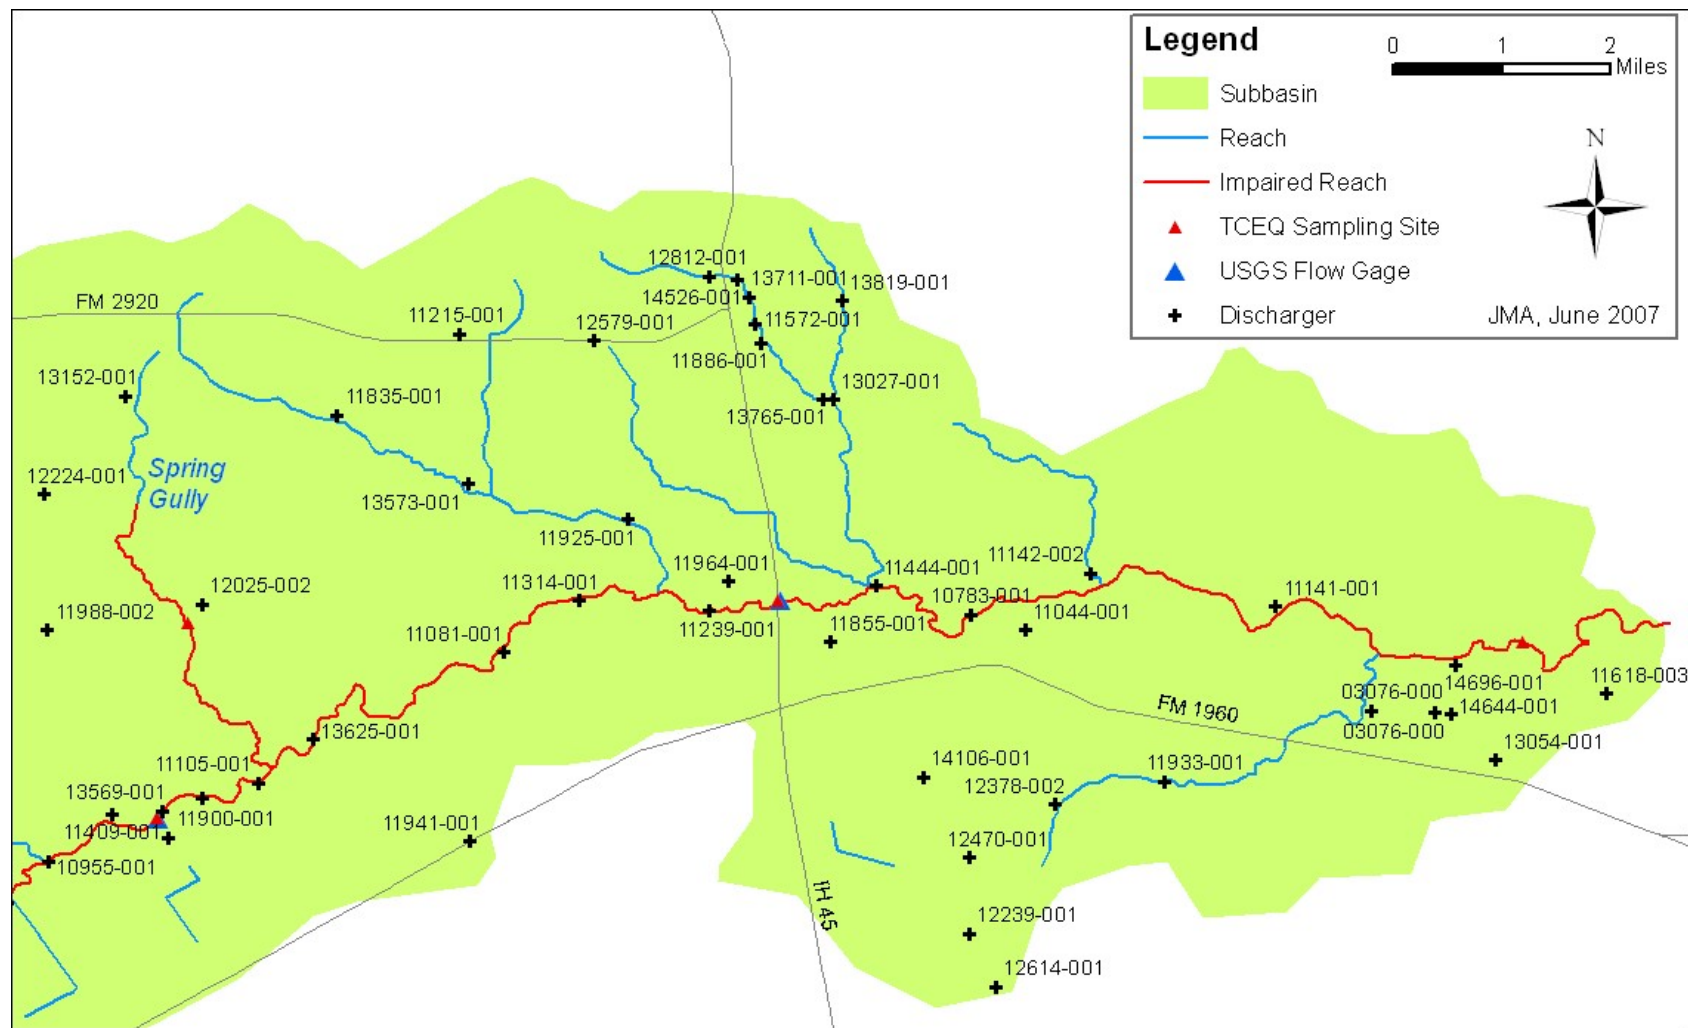 Legend
0 1 2
Miles
Subbasin
Reach
N
Impaired Reach
TCEQ Sampling Site
USGS Flow Gage
Discharger
JMA, June 2007
12812-001
13711-001
13819-001
14526-001
FM 2920
11215-001
12579-001
11572-001
11886-001
13152-001
11835-001
13027-001
13765-001
Spring
Gully
12224-001
13573-001
11925-001
11964-001
11142-002
11444-001
12025-002
11314-001
10783-001
11141-001
11988-002
11044-001
11081-001
11239-001
11855-001
11618-003
03076-000
14696-001
FM 1960
14644-001
03076-000
13625-001
13054-001
11105-001
14106-001
11933-001
12378-002
13569-001
11900-001
11409-001
11941-001
12470-001
10955-001
IH 45
12239-001
12614-001